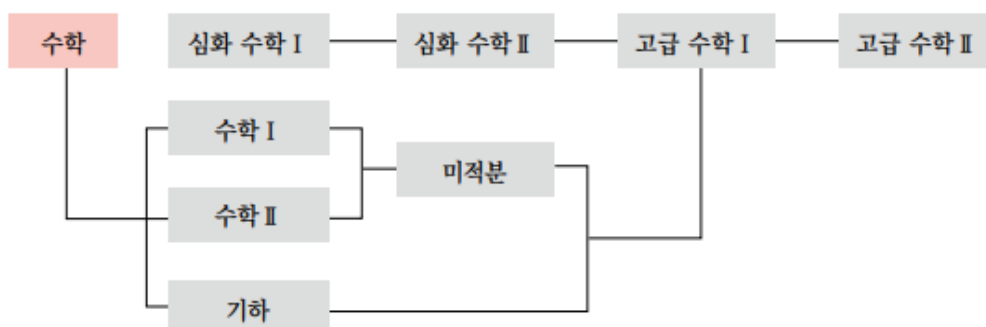 수학
심화 수학 Ⅰ
심화 수학 Ⅱ
고급 수학 Ⅰ
고급 수학 Ⅱ
수학 Ⅰ
미적분
수학 Ⅱ
기하